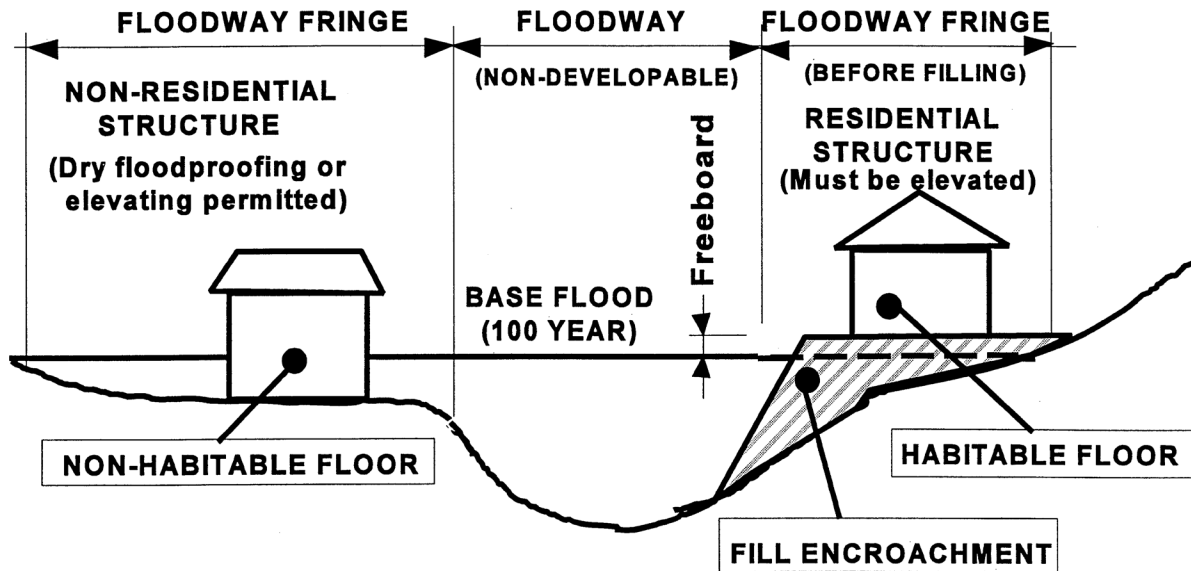 FLOODWAY FRINGE
FLOODWAY
FLOODWAY FRINGE
(NON-DEVELOPABLE)
(BEFORE FILLING)
NON-RESIDENTIAL
STRUCTURE
(Dry floodproofing or
elevating permitted)
Freeboard
RESIDENTIAL
STRUCTURE
(Must be elevated)
BASE FLOOD
(100 YEAR)
NON-HABITABLE FLOOR
HABITABLE FLOOR
FILL ENCROACHMENT